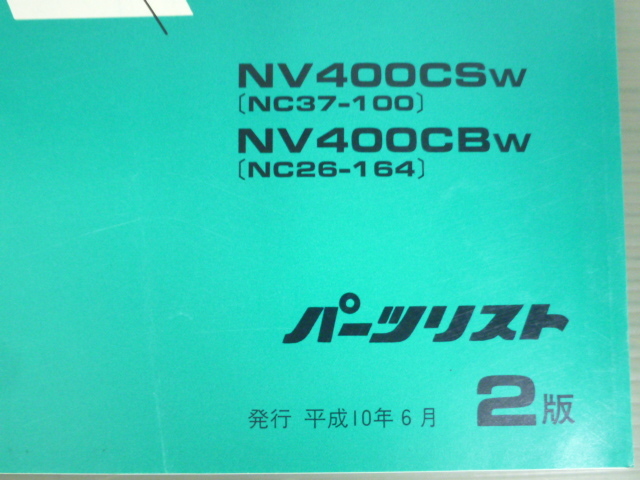 NV400CSW
〔NC37-100〕
NV400CBW
〔NC26-164〕
パーツリスト
発行 平成10年6月 2版